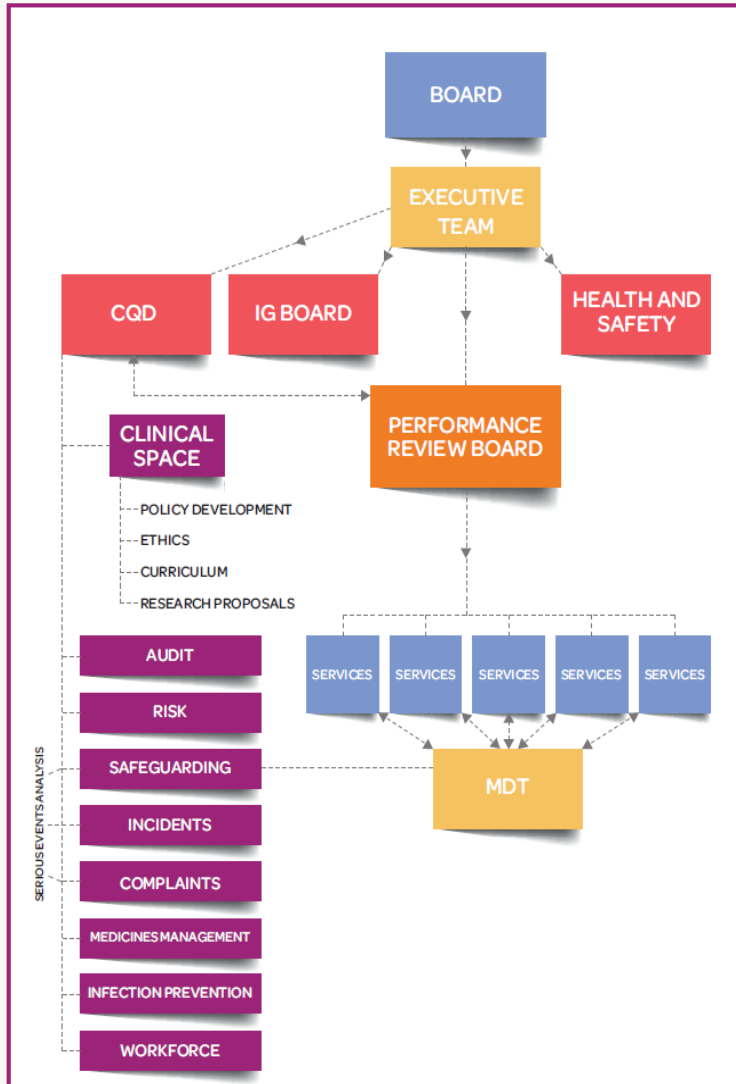 BOARD
EXECUTIVE
TEAM
CQD
IG BOARD
HEALTH AND
SAFETY
PERFORMANCE
REVIEW BOARD
CLINICAL
SPACE
POLICY DEVELOPMENT
ETHICS
CURRICULUM
RESEARCH PROPOSALS
SERVICES
SERVICES
SERVICES
SERVICES
SERVICES
MDT
AUDIT
RISK
SAFEGUARDING
INCIDENTS
COMPLAINTS
MEDICINES MANAGEMENT
INFECTION PREVENTION
WORKFORCE
SERIOUS EVENTS ANALYSIS